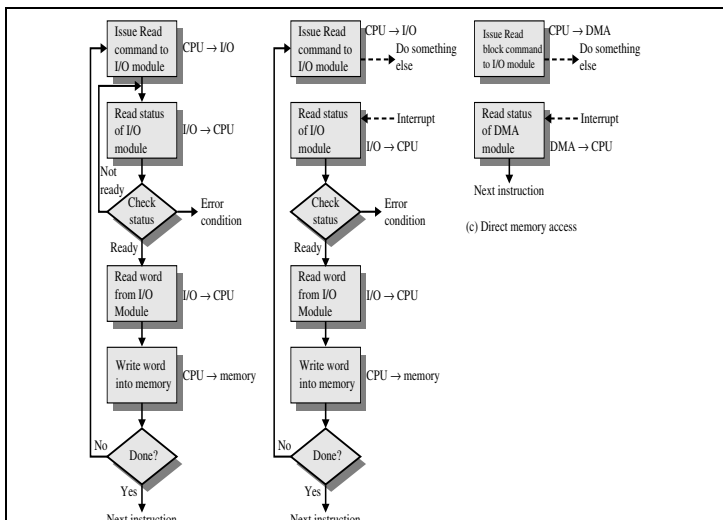 Issue Read
command to
I/O module
CPU → I/O
Read status
of I/O
module
I/O → CPU
Not
ready
Check
status
Error
condition
Ready
Read word
from I/O
Module
I/O → CPU
Write word
into memory
CPU → memory
No
Done?
Yes
Next instruction
Issue Read
command to
I/O module
CPU → I/O
Do something
else
Read status
of I/O
module
Interrupt
I/O → CPU
Check
status
Error
condition
Ready
Read word
from I/O
Module
I/O → CPU
Write word
into memory
CPU → memory
No
Done?
Yes
Next instruction
Issue Read
block command
to I/O module
CPU → DMA
Do something
else
Read status
of DMA
module
Interrupt
DMA → CPU
Next instruction
(c) Direct memory access